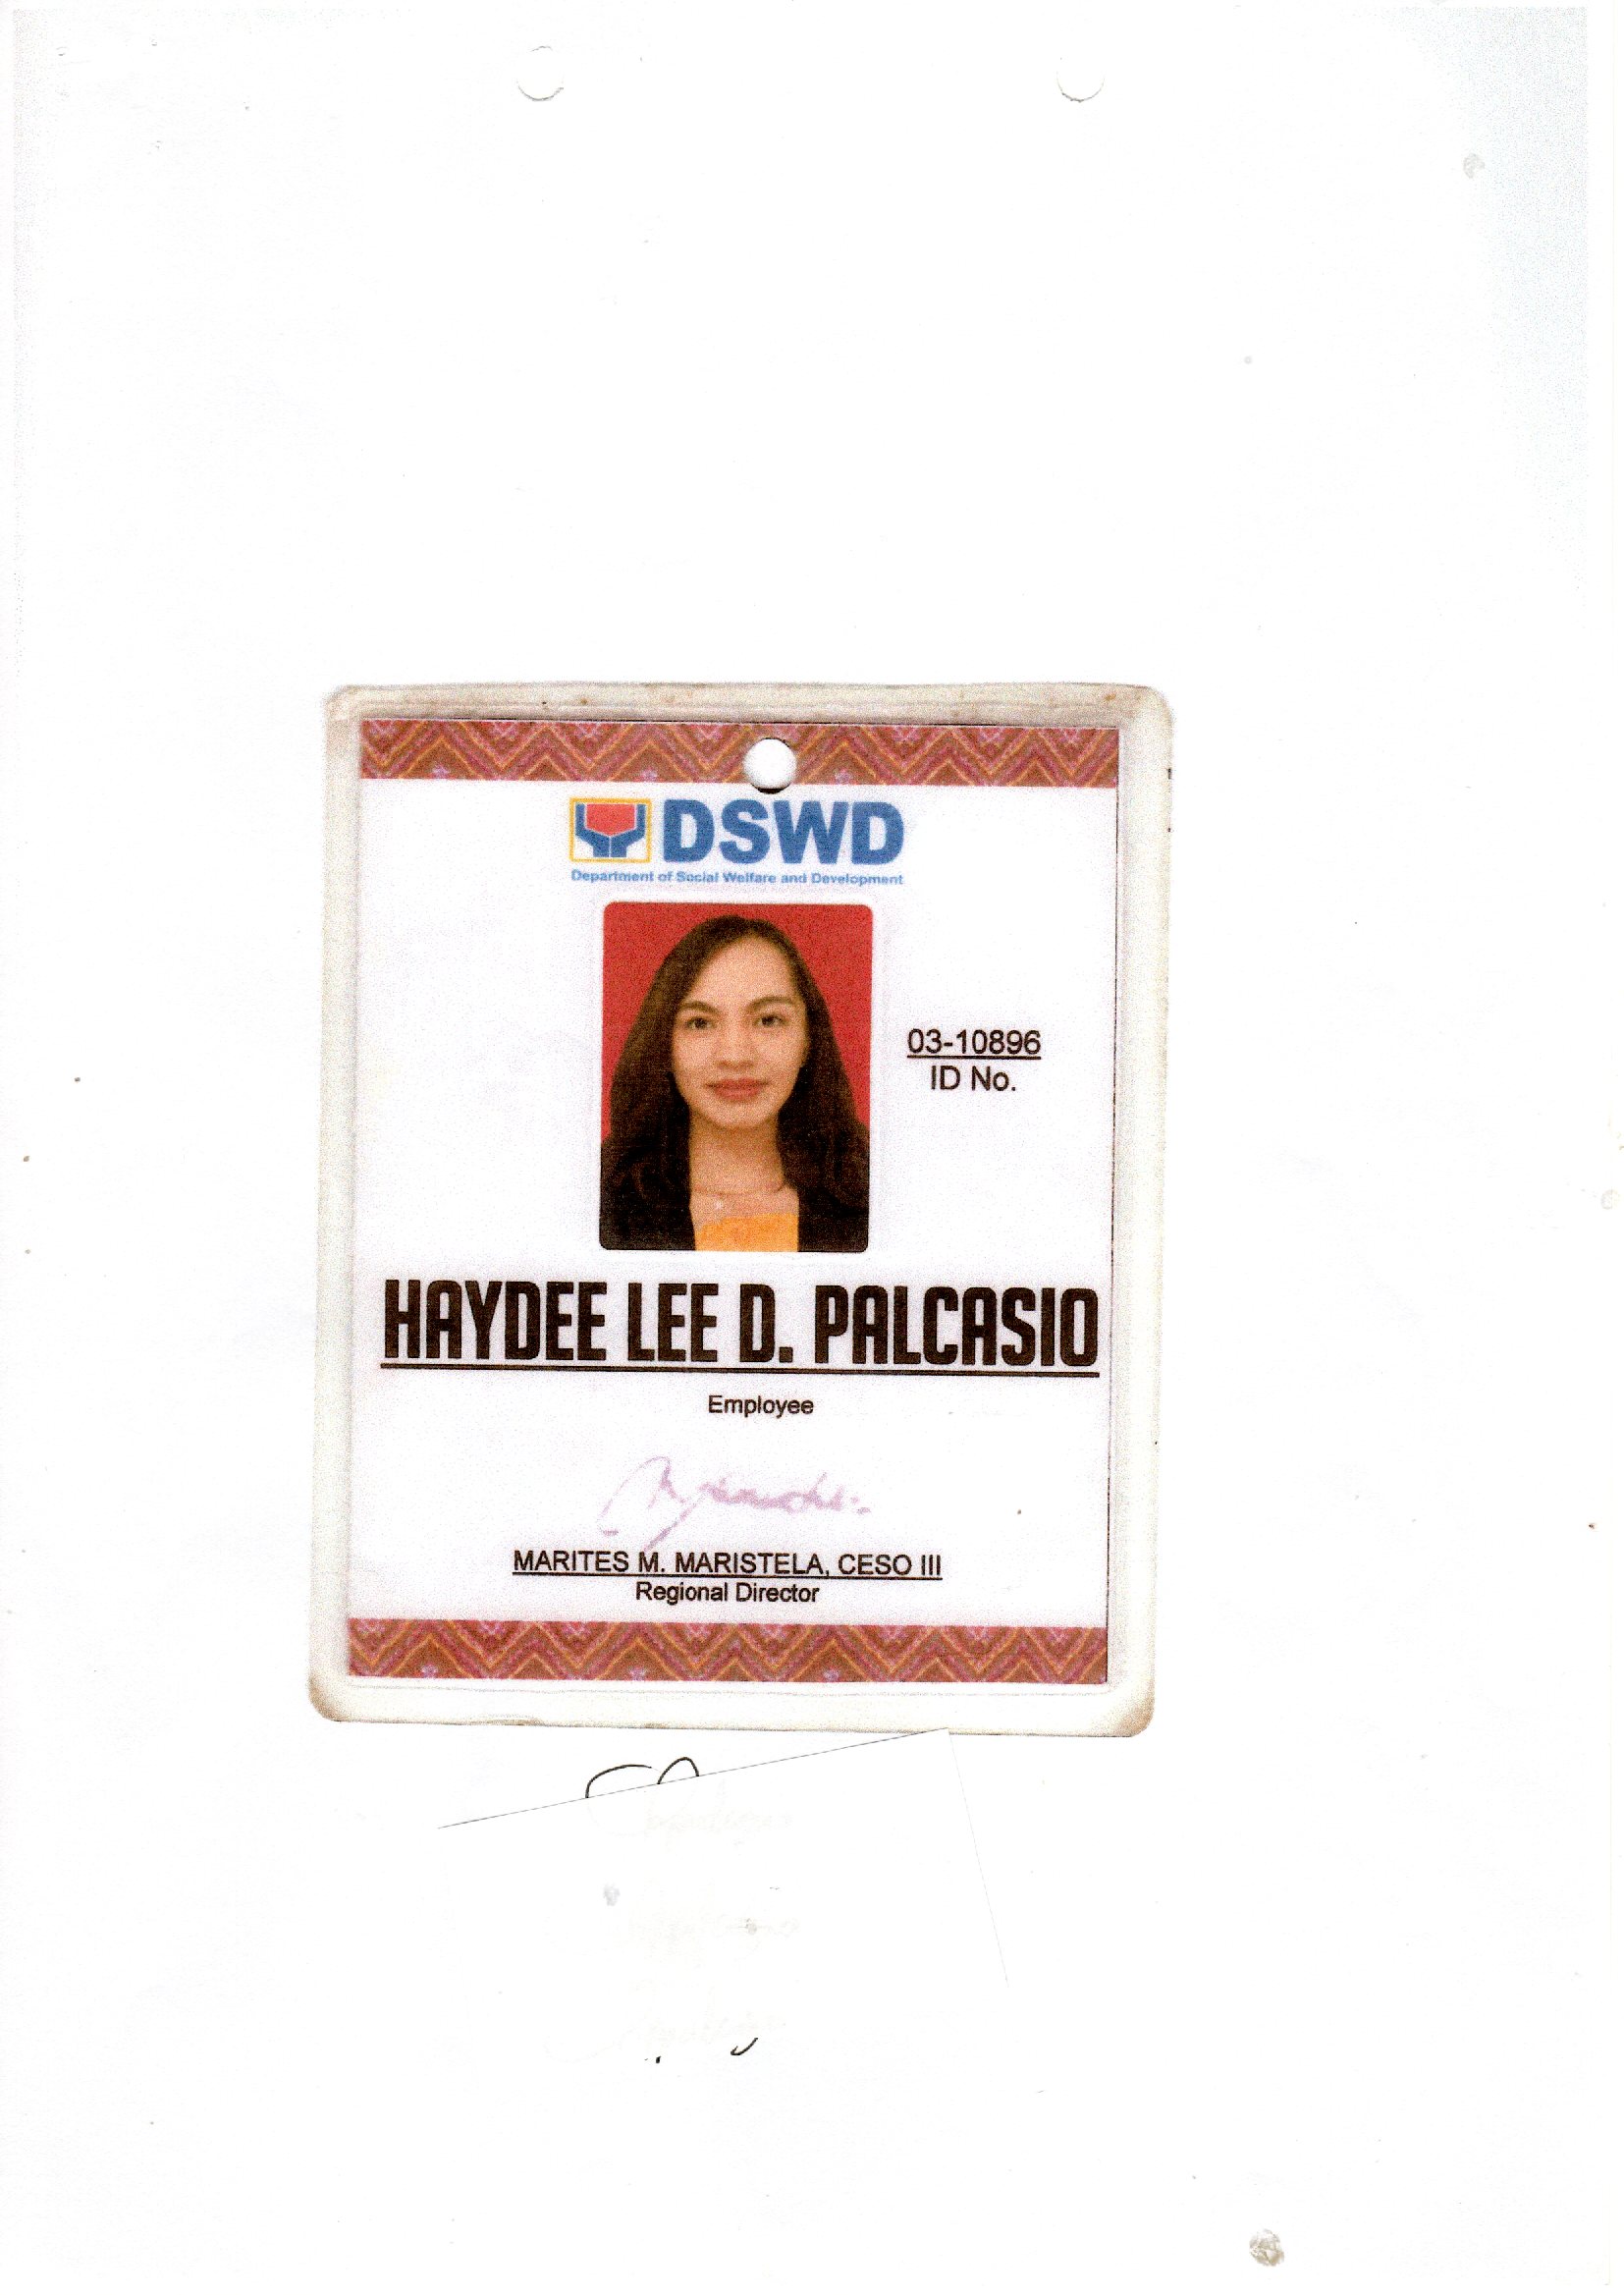 DSWD
Department of Social Welfare and Development
03-10896
ID No.
HAYDEE LEE D. PALCASIO
Employee
MARITES M. MARISTELA, CESO III
Regional Director